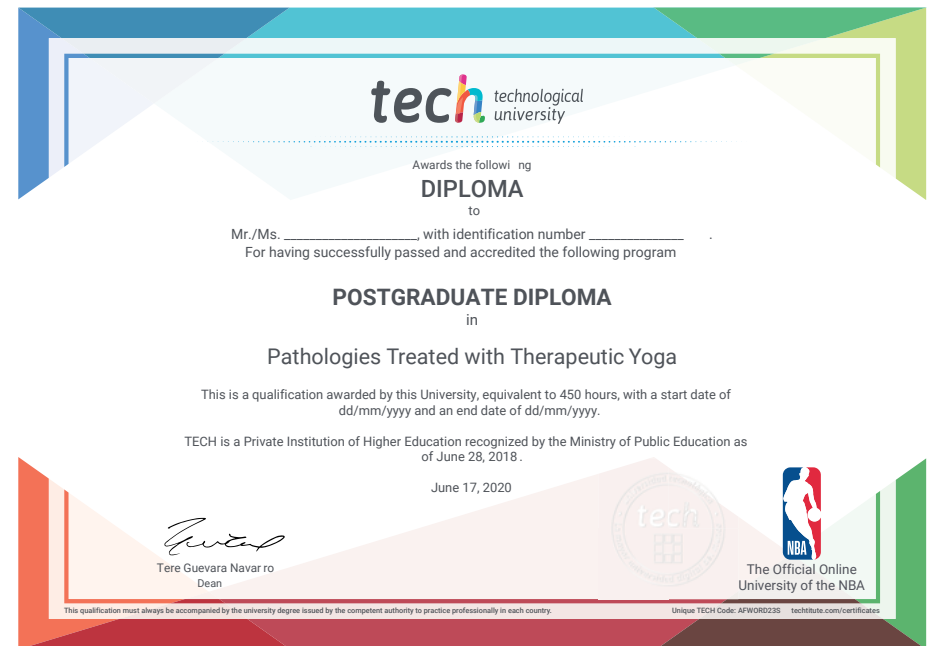 tech technological
university
Awards the followi ng
DIPLOMA
to
Mr./Ms. ____________________, with identification number ______________ .
For having successfully passed and accredited the following program
POSTGRADUATE DIPLOMA
in
Pathologies Treated with Therapeutic Yoga
This is a qualification awarded by this University, equivalent to 450 hours, with a start date of
dd/mm/yyyy and an end date of dd/mm/yyyy.
TECH is a Private Institution of Higher Education recognized by the Ministry of Public Education as
of June 28, 2018 .
June 17, 2020
tech
NBA
Tere Guevara Navar ro
Dean
The Official Online
University of the NBA
This qualification must always be accompanied by the university degree issued by the competent authority to practice professionally in each country.
Unique TECH Code: AFWORD23S techtitute.com/certificates